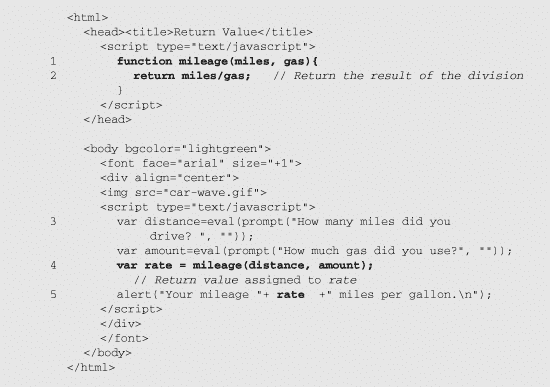 <html>
<head><title>Return Value</title>
<script type="text/javascript">
1 function mileage(miles, gas){
2 return miles/gas; // Return the result of the division
}
</script>
</head>
<body bgcolor="lightgreen">
<font face="arial" size="+1">
<div align="center">
<img src="car-wave.gif">
<script type="text/javascript">
3 var distance=eval(prompt("How many miles did you
drive? ", ""));
var amount=eval(prompt("How much gas did you use?", ""));
4 var rate = mileage(distance, amount);
// Return value assigned to rate
5 alert("Your mileage "+ rate +" miles per gallon.\n");
</script>
</div>
</font>
</body>
</html>